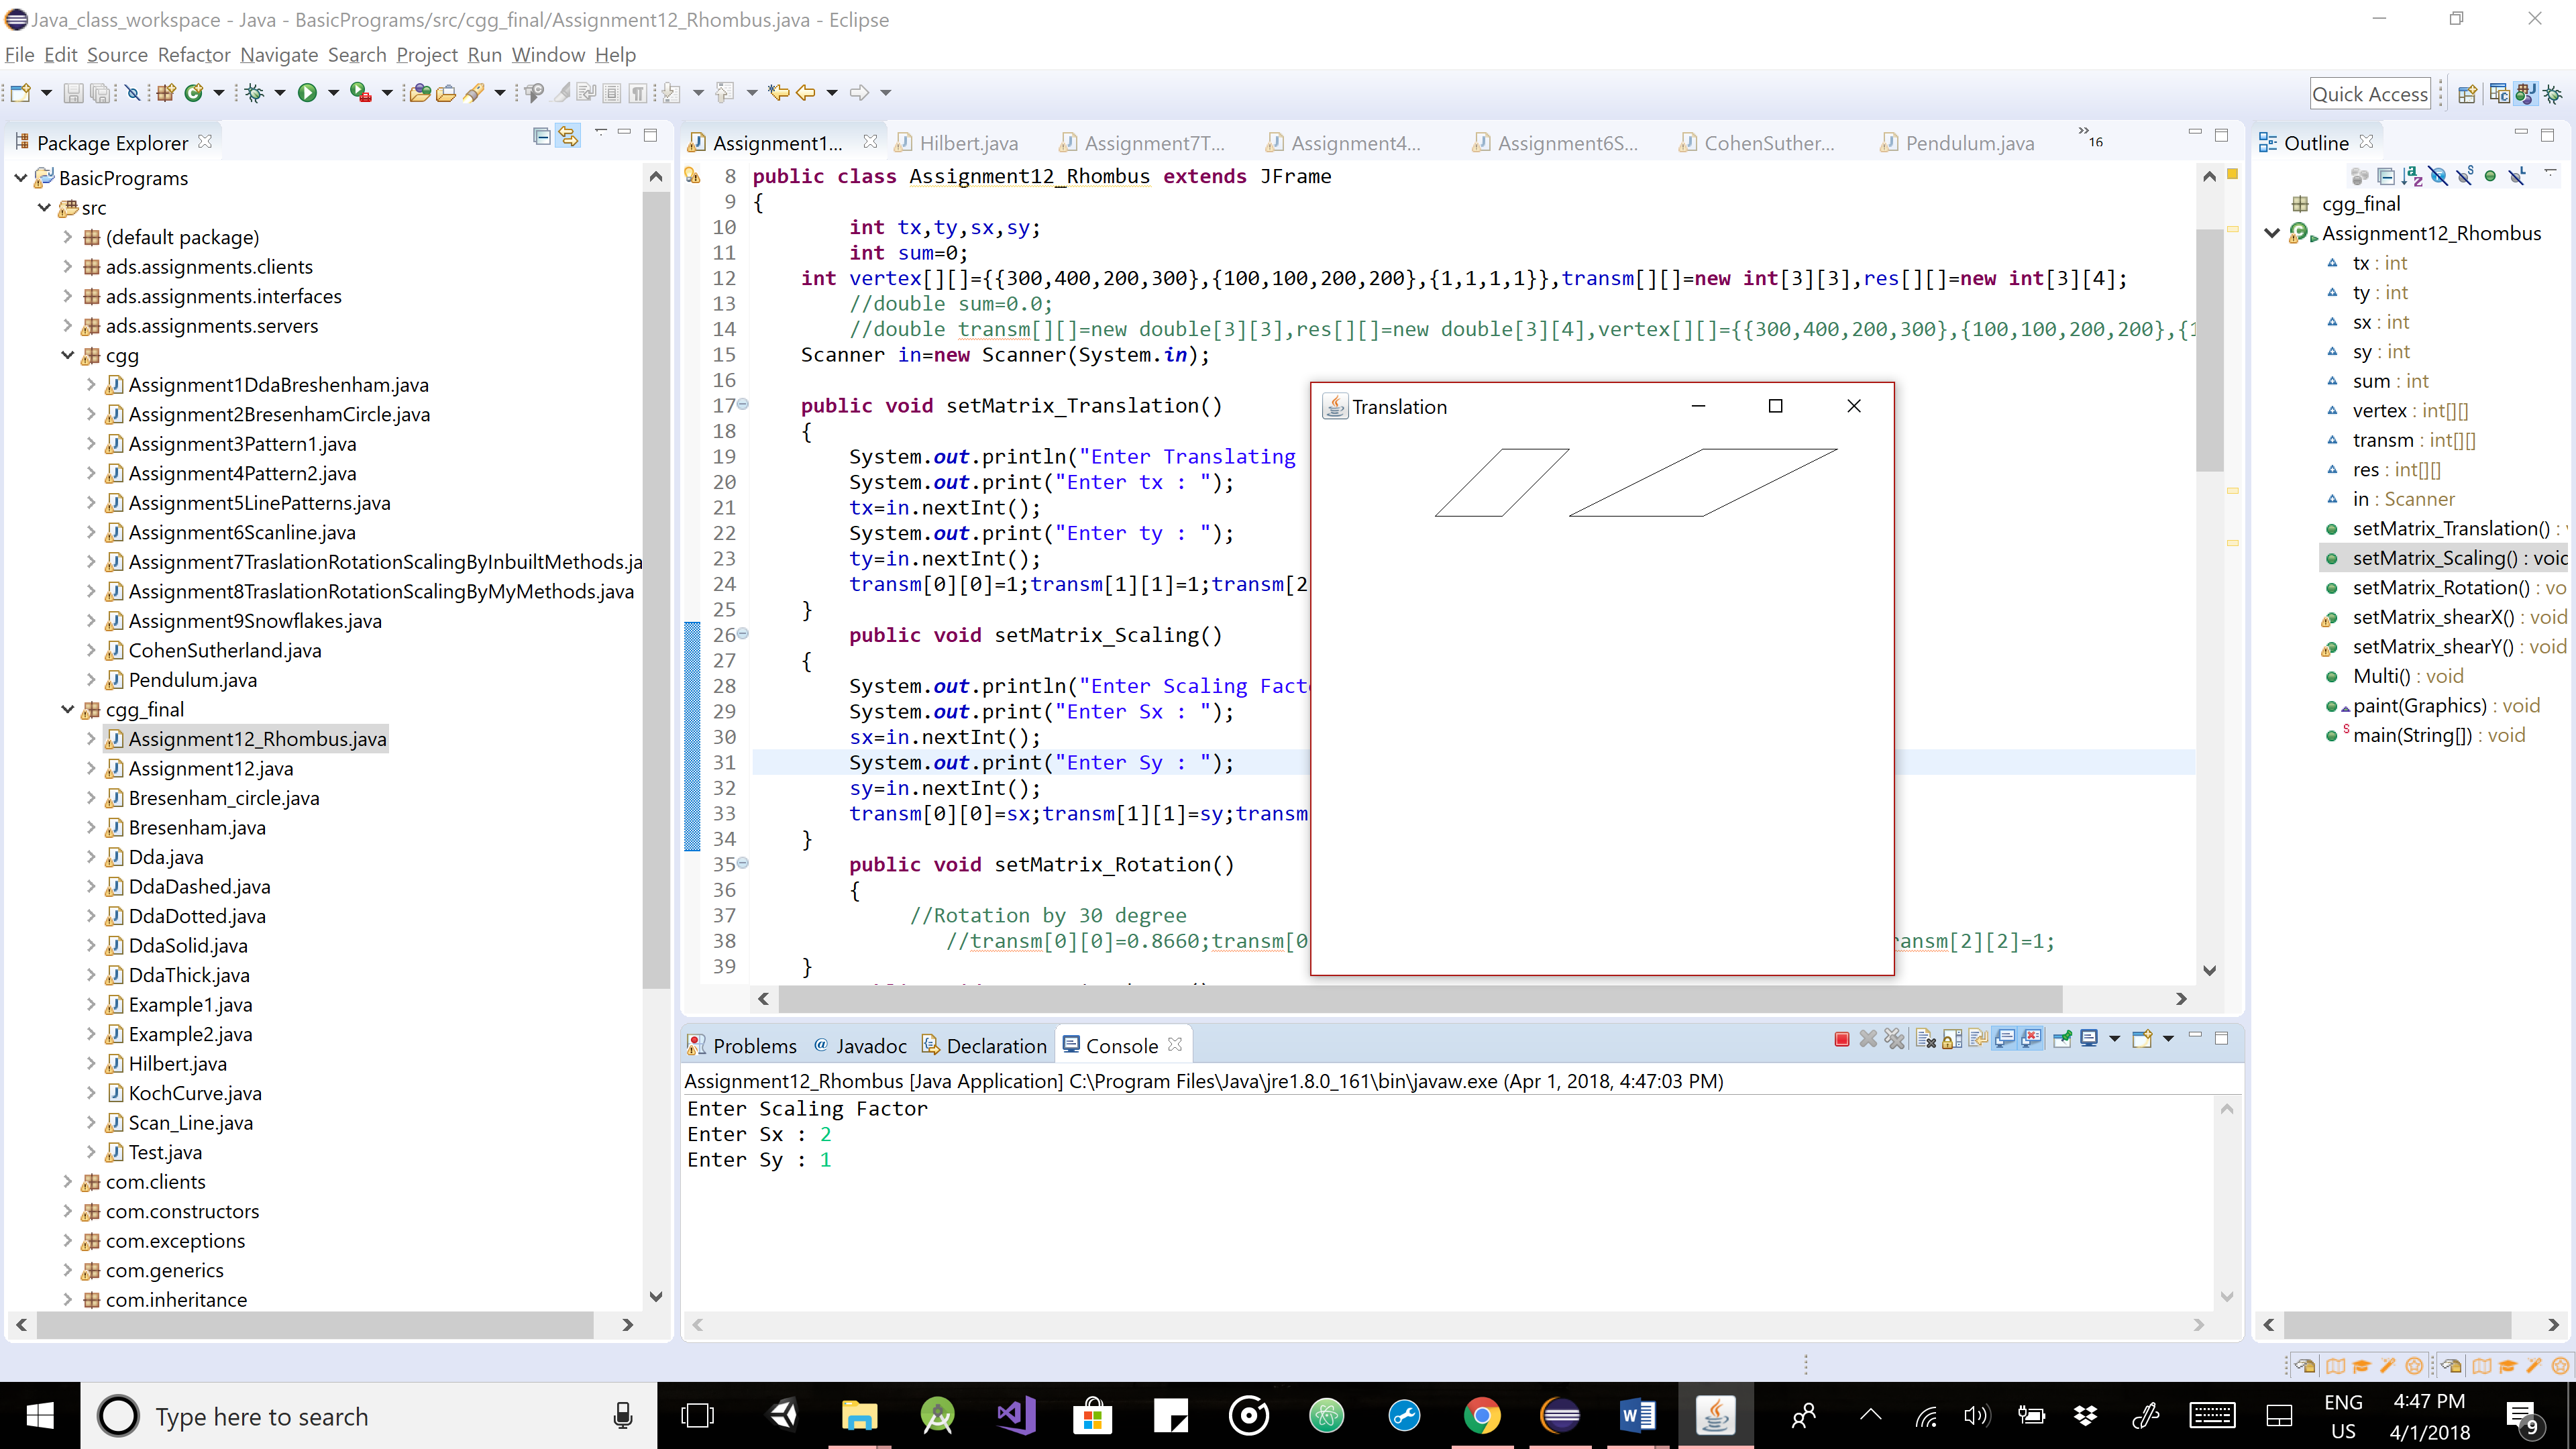 Java_class_workspace - Java - BasicPrograms/src/cgg_final/Assignment12_Rhombus.java - Eclipse
File Edit Source Refactor Navigate Search Project Run Window Help
Quick Access
Package Explorer
BasicPrograms
src
(default package)
ads.assignments.clients
ads.assignments.interfaces
ads.assignments.servers
cgg
Assignment1DdaBreshenham.java
Assignment2BresenhamCircle.java
Assignment3Pattern1.java
Assignment4Pattern2.java
Assignment5LinePatterns.java
Assignment6Scanline.java
Assignment7TraslationRotationScalingByInbuiltMethods.ja
Assignment8TraslationRotationScalingByMyMethods.java
Assignment9Snowflakes.java
CohenSutherland.java
Pendulum.java
cgg_final
Assignment12_Rhombus.java
Assignment12.java
Bresenham_circle.java
Bresenham.java
Dda.java
DdaDashed.java
DdaDotted.java
DdaSolid.java
DdaThick.java
Example1.java
Example2.java
Hilbert.java
KochCurve.java
Scan_Line.java
Test.java
com.clients
com.constructors
com.exceptions
com.generics
com.inheritance
Assignment1... Hilbert.java Assignment7T... Assignment4... Assignment6S... CohenSuther... Pendulum.java »16
8 public class Assignment12_Rhombus extends JFrame
9 {
10 int tx,ty,sx,sy;
11 int sum=0;
12 int vertex[][]={{300,400,200,300},{100,100,200,200},{1,1,1,1}},transm[][]=new int[3][3],res[][]=new int[3][4];
13 //double sum=0.0;
14 //double transm[][]=new double[3][3],res[][]=new double[3][4],vertex[][]={{300,400,200,300},{100,100,200,200},{1
15 Scanner in=new Scanner(System.in);
16
17 public void setMatrix_Translation()
18 {
19 System.out.println("Enter Translating
20 System.out.print("Enter tx : ");
21 tx=in.nextInt();
22 System.out.print("Enter ty : ");
23 ty=in.nextInt();
24 transm[0][0]=1;transm[1][1]=1;transm[2
25 }
26 public void setMatrix_Scaling()
27 {
28 System.out.println("Enter Scaling Fact
29 System.out.print("Enter Sx : ");
30 sx=in.nextInt();
31 System.out.print("Enter Sy : ");
32 sy=in.nextInt();
33 transm[0][0]=sx;transm[1][1]=sy;transm
34 }
35 public void setMatrix_Rotation()
36 {
37 //Rotation by 30 degree
38 //transm[0][0]=0.8660;transm[0 ransm[2][2]=1;
39 }
Translation
Outline
cgg_final
Assignment12_Rhombus
tx : int
ty : int
sx : int
sy : int
sum : int
vertex : int[][]
transm : int[][]
res : int[][]
in : Scanner
setMatrix_Translation() :
setMatrix_Scaling() : voic
setMatrix_Rotation() : vo
setMatrix_shearX() : void
setMatrix_shearY() : void
Multi() : void
paint(Graphics) : void
main(String[]) : void
Problems Javadoc Declaration Console
Assignment12_Rhombus [Java Application] C:\Program Files\Java\jre1.8.0_161\bin\javaw.exe (Apr 1, 2018, 4:47:03 PM)
Enter Scaling Factor
Enter Sx : 2
Enter Sy : 1
Type here to search
ENG
US
4:47 PM
4/1/2018
9